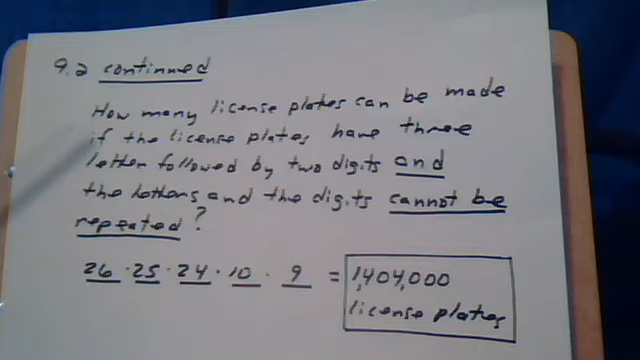 9.2 continued
How many license plates can be made
if the license plates have three
letter followed by two digits and
the letters and the digits cannot be
repeated?
26 · 25 · 24 · 10 · 9 = 1,404,000
license plates